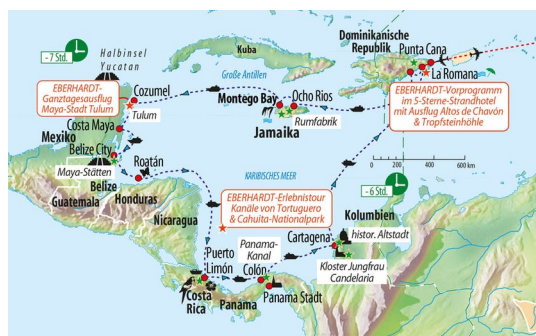 - 7 Std.
Halbinsel
Yucatan
Kuba
Dominikanische
Republik
Punta Cana
La Romana
Große Antillen
EBERHARDT-
Ganztagesausflug
Maya-Stadt Tulum
Cozumel
Tulum
Montego Bay
Ocho Rios
Jamaika
Rumfabrik
EBERHARDT-Vorprogramm
im 5-Sterne-Strandhotel
mit Ausflug Altos de Chavón
& Tropfsteinhöhle
Costa Maya
Mexiko
Belize City
Maya-Stätten
Belize
Roatán
Guatemala
Honduras
Nicaragua
KARIBISCHES MEER
0 200 400 km
- 6 Std.
EBERHARDT-Erlebnistour
Kanäle von Tortuguero
& Cahuita-Nationalpark
Kolumbien
Cartagena
histor. Altstadt
Kloster Jungfrau
Candelaria
Puerto
Limón
Panama-
Kanal
Colón
Costa
Rica
Panama
Panama Stadt